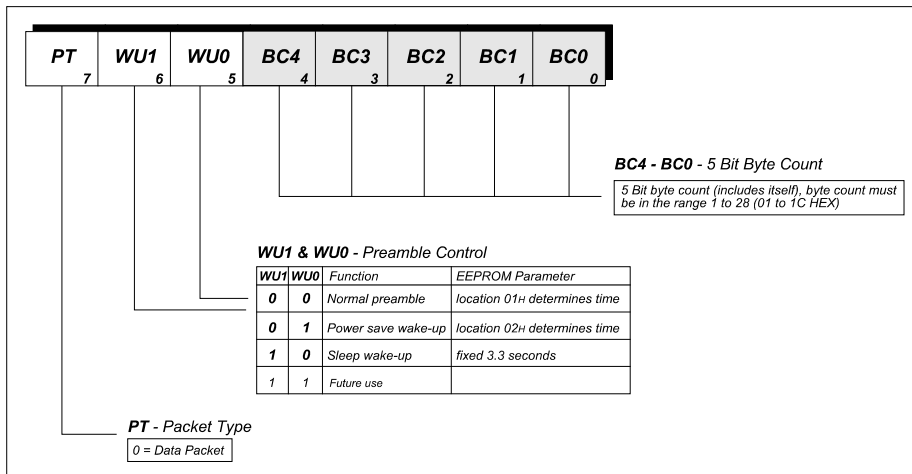 PT WU1 WU0 BC4 BC3 BC2 BC1 BC0
7 6 5 4 3 2 1 0
BC4 - BC0 - 5 Bit Byte Count
5 Bit byte count (includes itself), byte count must
be in the range 1 to 28 (01 to 1C HEX)
WU1 & WU0 - Preamble Control
WU1 WU0 Function EEPROM Parameter
0 0 Normal preamble location 01H determines time
0 1 Power save wake-up location 02H determines time
1 0 Sleep wake-up fixed 3.3 seconds
1 1 Future use
PT - Packet Type
0 = Data Packet